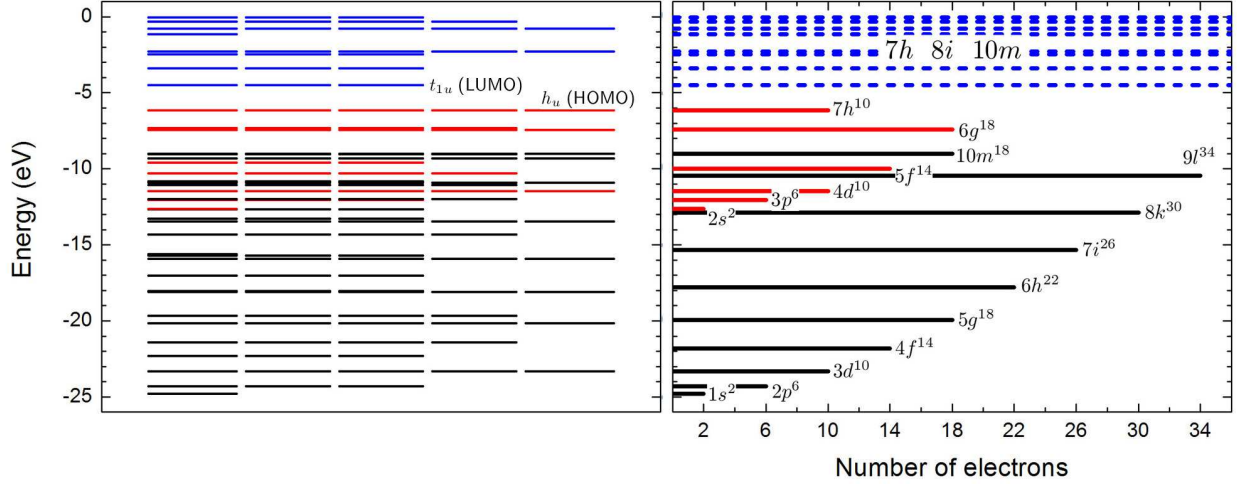 0
-5
-10
-15
-20
-25
Energy (eV)
t₁ᵤ (LUMO)
hᵤ (HOMO)
7h 8i 10m
7h¹⁰
6g¹⁸
10m¹⁸
9l³⁴
5f¹⁴
4d¹⁰
3p⁶
2s²
8k³⁰
7i²⁶
6h²²
5g¹⁸
4f¹⁴
3d¹⁰
1s² 2p⁶
2 6 10 14 18 22 26 30 34
Number of electrons